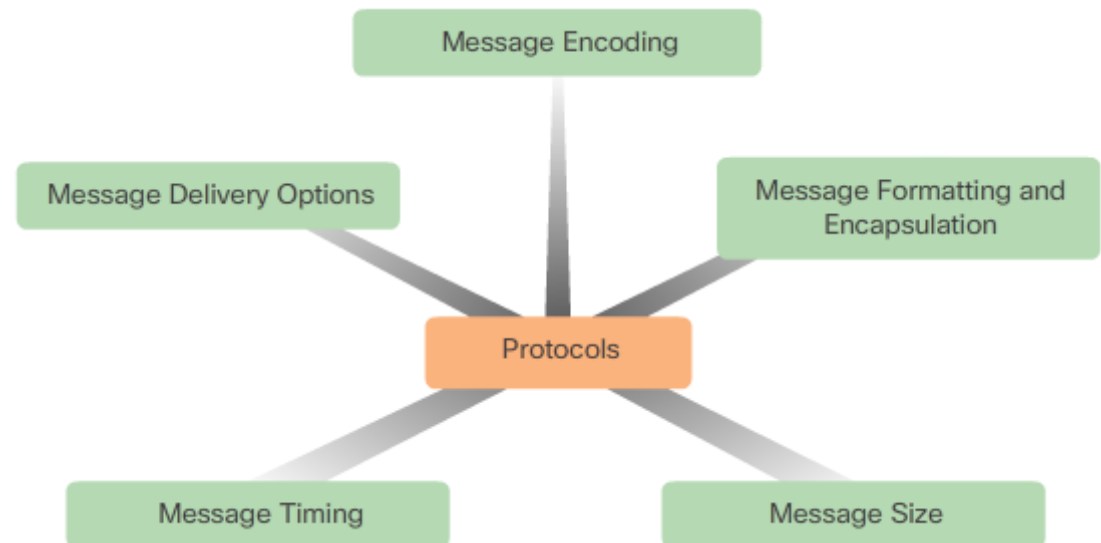 Message Encoding
Message Delivery Options
Message Formatting and
Encapsulation
Protocols
Message Timing
Message Size